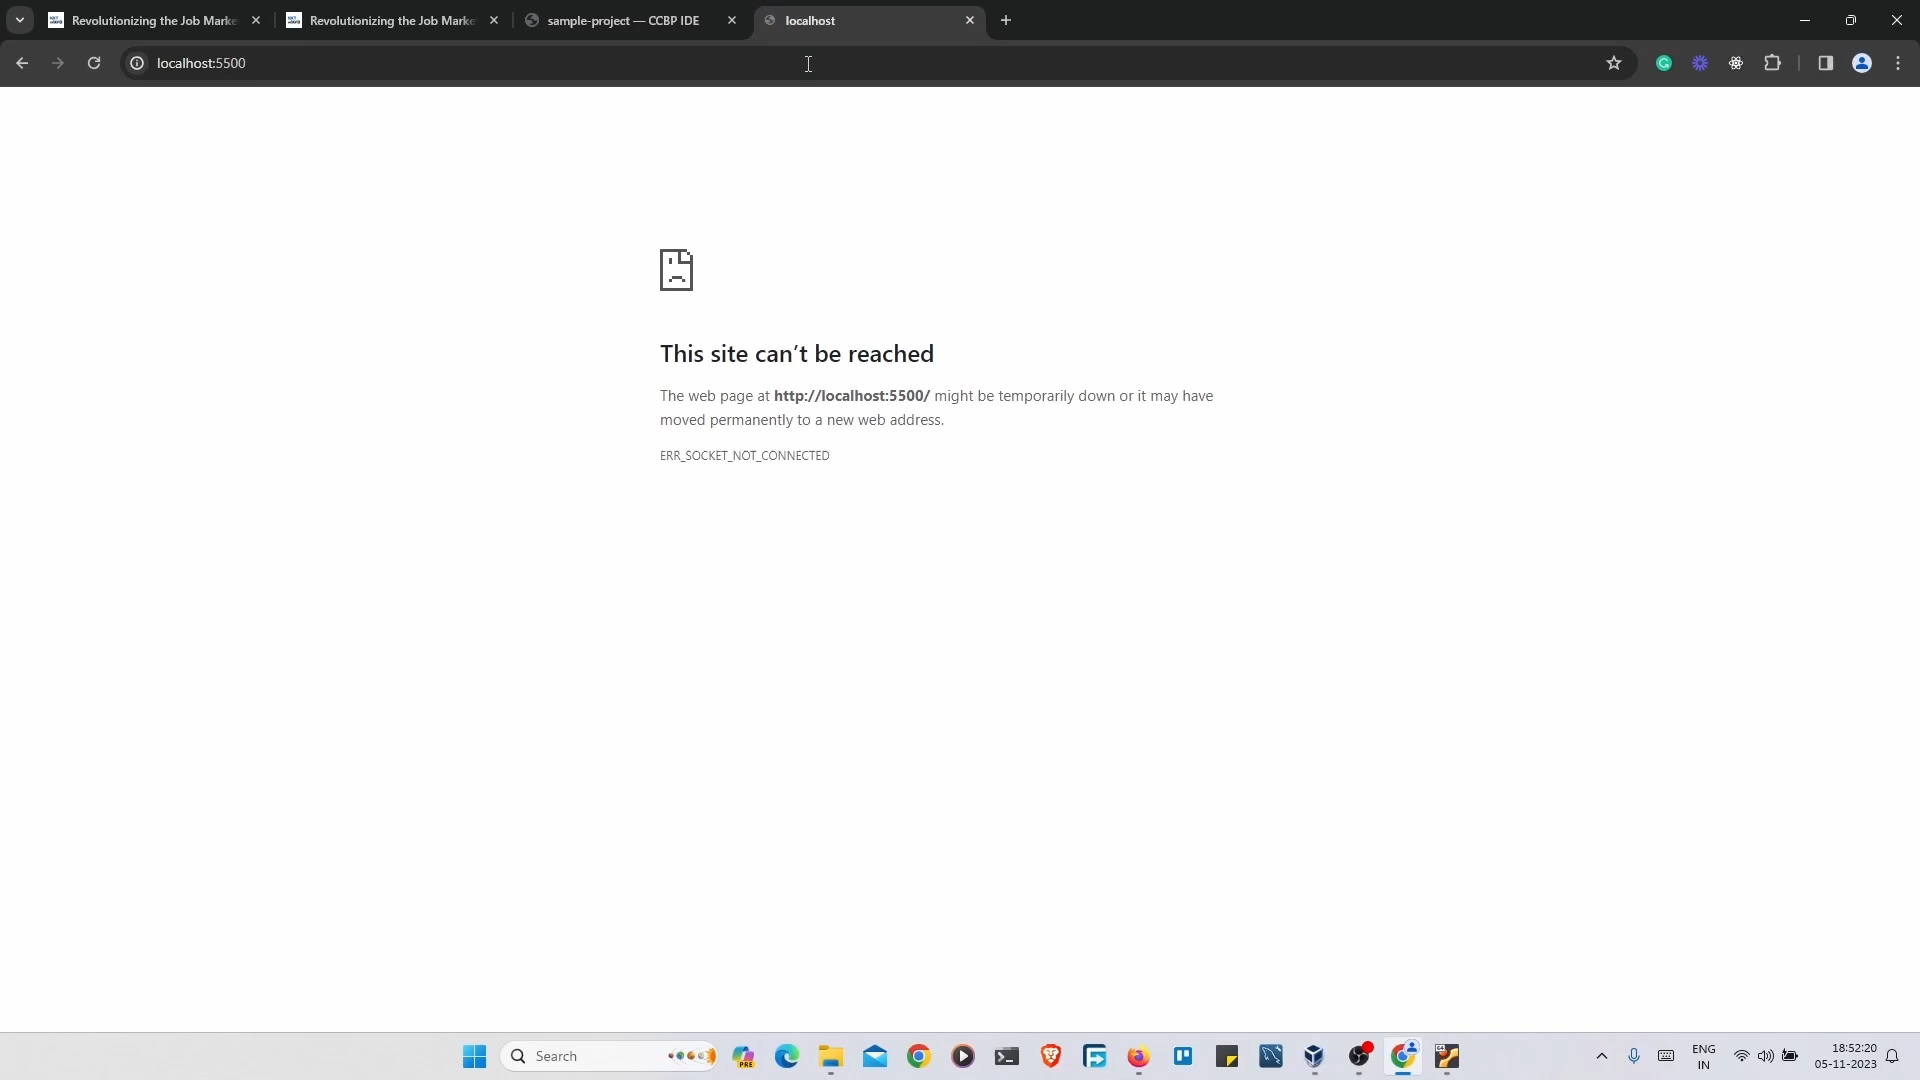 Revolutionizing the Job Marke
Revolutionizing the Job Marke
sample-project — CCBP IDE
localhost
localhost:5500
This site can’t be reached
The web page at http://localhost:5500/ might be temporarily down or it may have
moved permanently to a new web address.
ERR_SOCKET_NOT_CONNECTED
Search
PRE
ENG
IN
18:52:20
05-11-2023